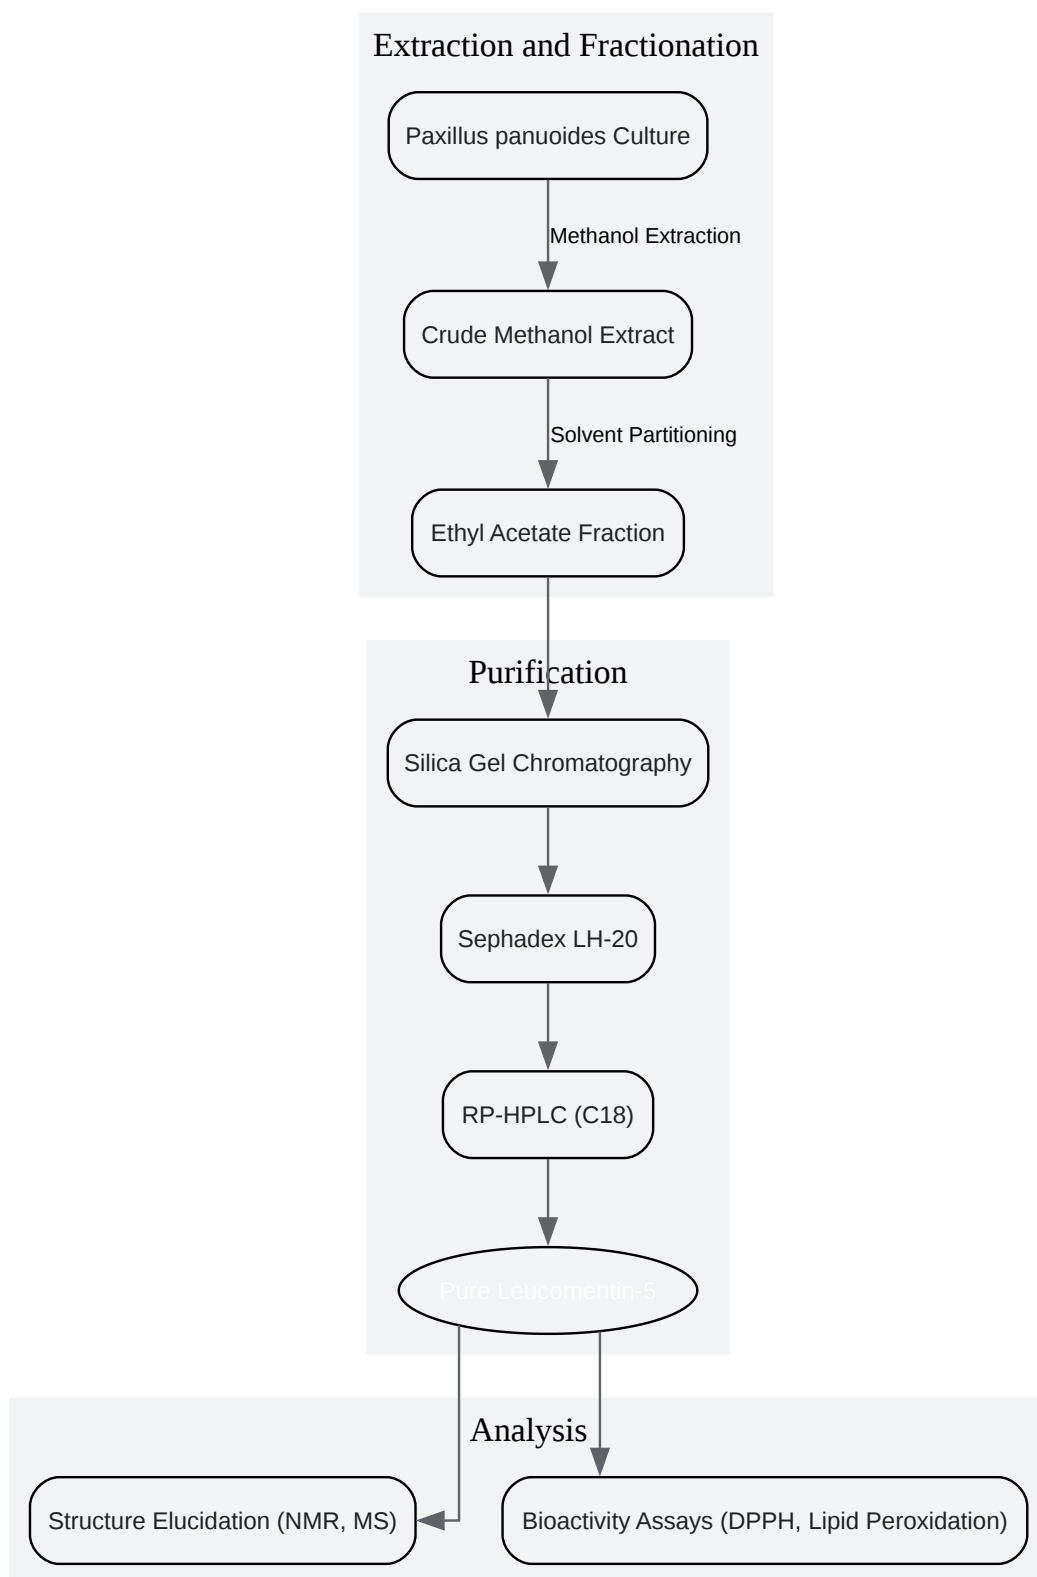 Extraction and Fractionation
Paxillus panuoides Culture
Methanol Extraction
Crude Methanol Extract
Solvent Partitioning
Ethyl Acetate Fraction
Purification
Silica Gel Chromatography
Sephadex LH-20
RP-HPLC (C18)
Pure Leucomentin-5
Analysis
Structure Elucidation (NMR, MS)
Bioactivity Assays (DPPH, Lipid Peroxidation)